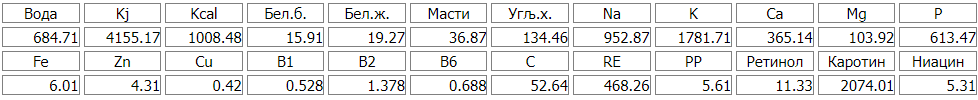 Вода Kj Kcal Бел.б. Бел.ж. Масти Угљ.х. Na K Ca Mg P
684.71 4155.17 1008.48 15.91 19.27 36.87 134.46 952.87 1781.71 365.14 103.92 613.47
Fe Zn Cu B1 B2 B6 C RE PP Ретинол Каротин Ниацин
6.01 4.31 0.42 0.528 1.378 0.688 52.64 468.26 5.61 11.33 2074.01 5.31